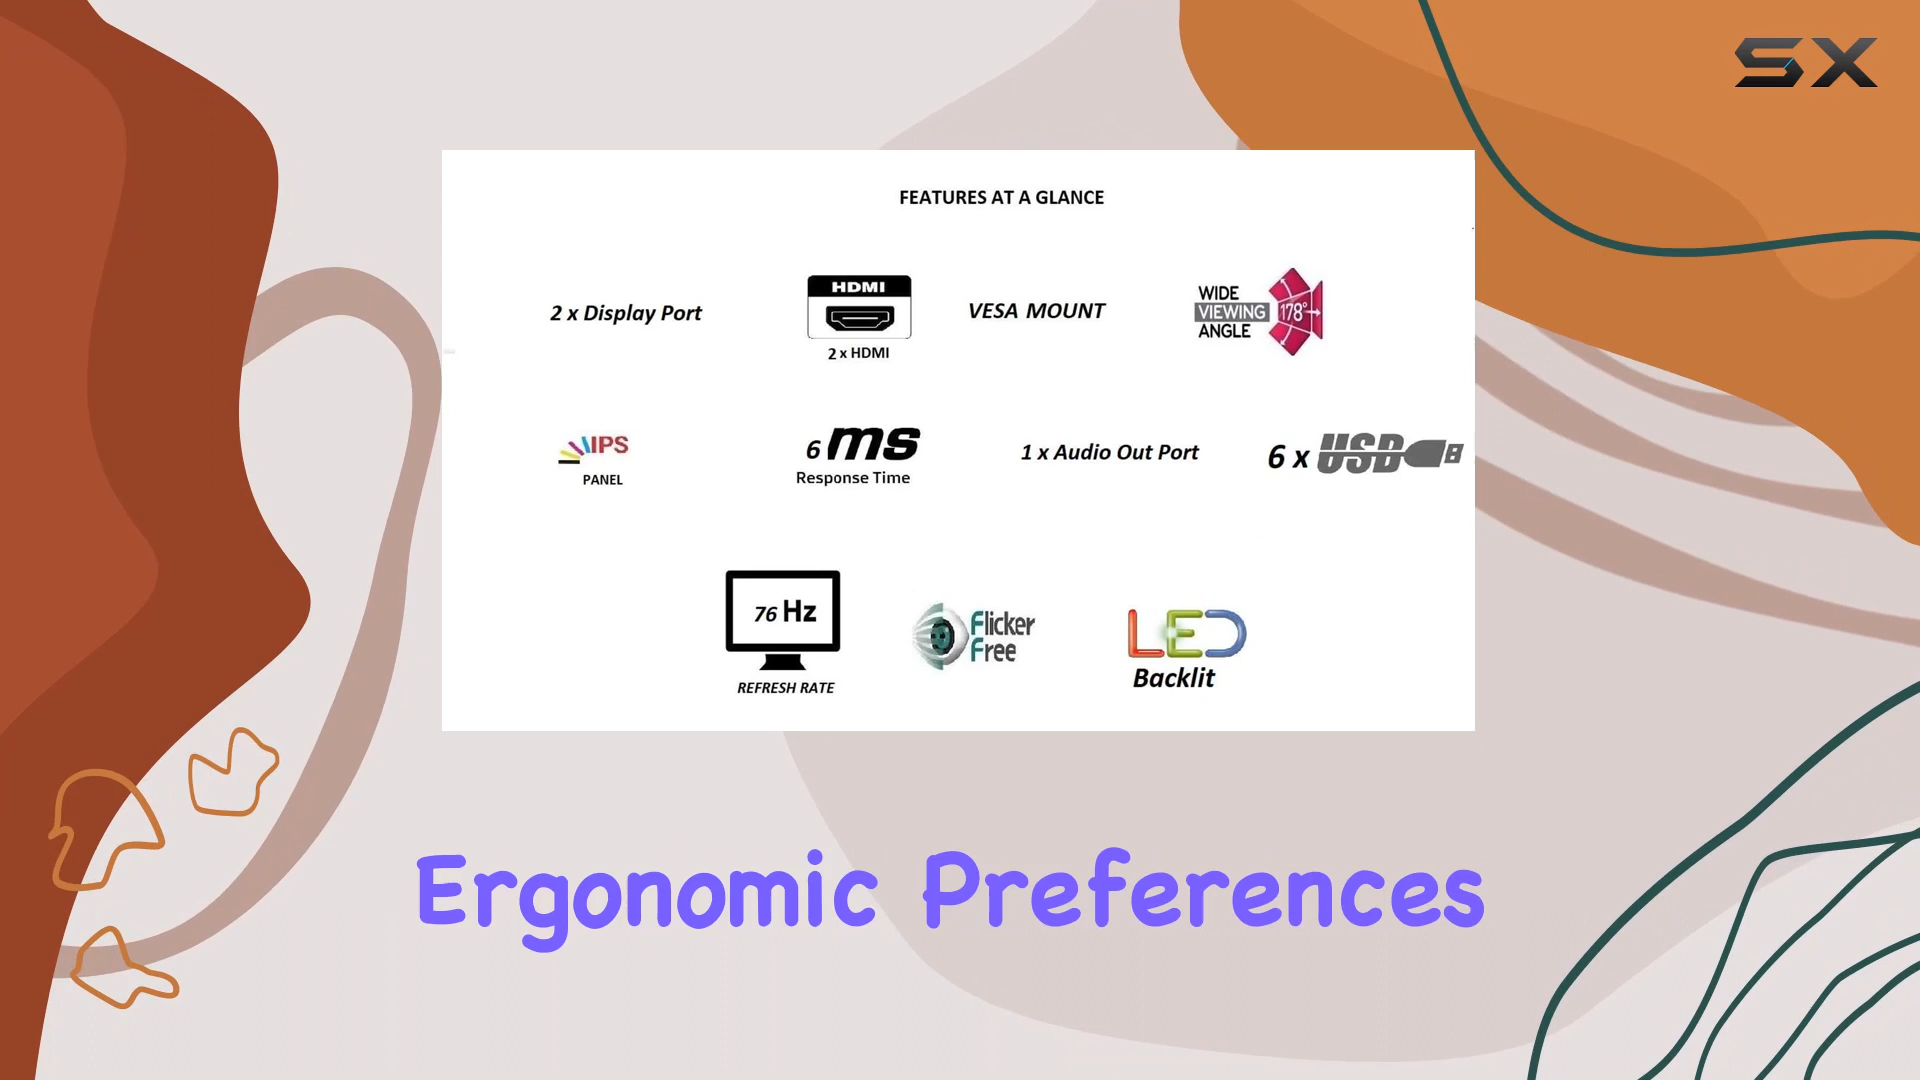 SX
FEATURES AT A GLANCE
2 x Display Port
HDMI
2 x HDMI
VESA MOUNT
WIDE
VIEWING
ANGLE
178°
IPS
PANEL
6 ms
Response Time
1 x Audio Out Port
6 x USB
76 Hz
REFRESH RATE
Flicker
Free
LED
Backlit
Ergonomic Preferences